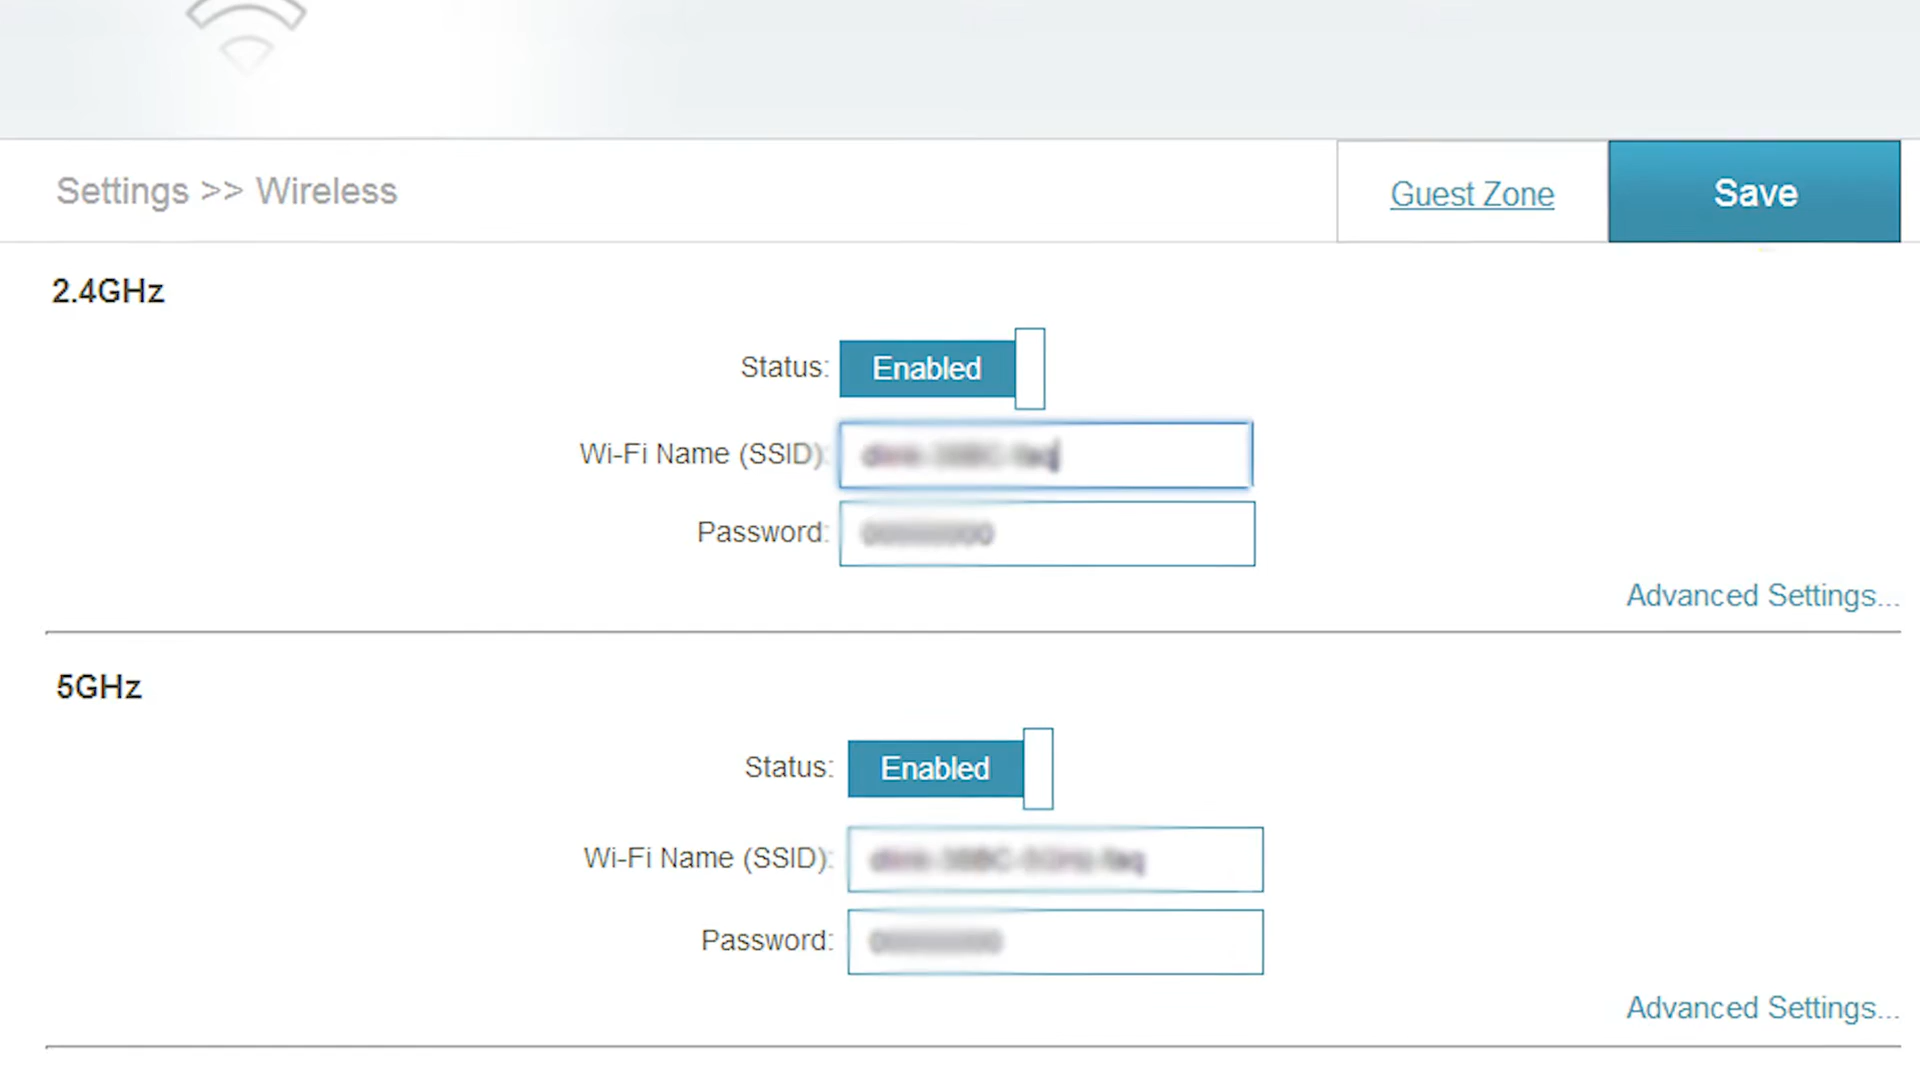 Settings >> Wireless
Guest Zone
Save
2.4GHz
Status: Enabled
Wi-Fi Name (SSID):
Password:
Advanced Settings...
5GHz
Status: Enabled
Wi-Fi Name (SSID):
Password:
Advanced Settings...